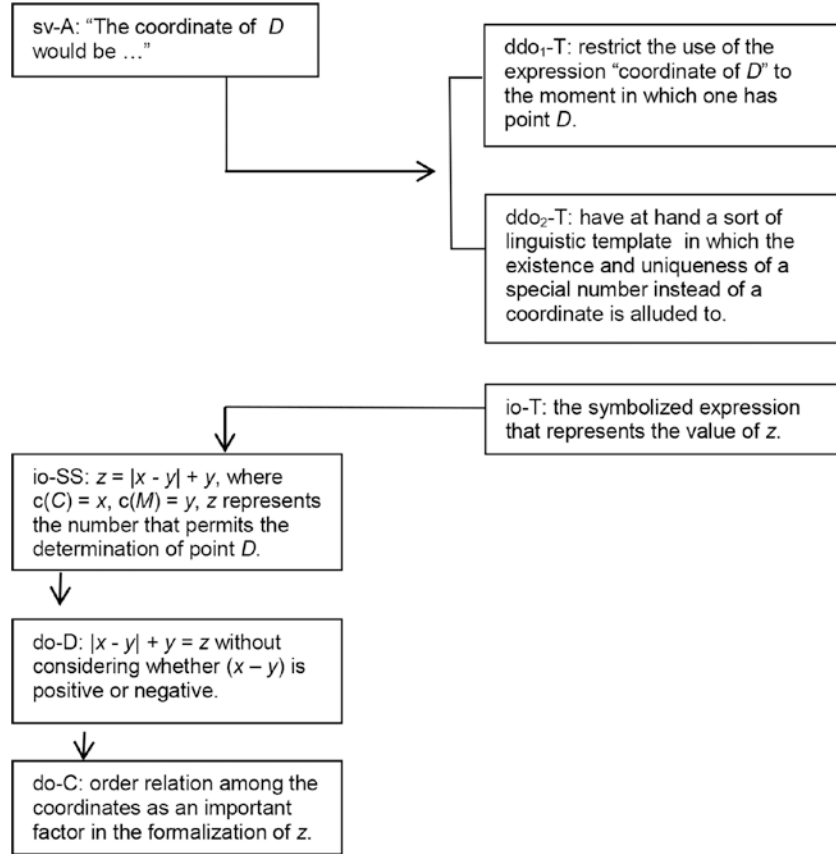 sv-A: “The coordinate of D
would be …”
ddo₁-T: restrict the use of the
expression “coordinate of D” to
the moment in which one has
point D.
ddo₂-T: have at hand a sort of
linguistic template in which the
existence and uniqueness of a
special number instead of a
coordinate is alluded to.
io-T: the symbolized expression
that represents the value of z.
io-SS: z = |x - y| + y, where
c(C) = x, c(M) = y, z represents
the number that permits the
determination of point D.
do-D: |x - y| + y = z without
considering whether (x – y) is
positive or negative.
do-C: order relation among the
coordinates as an important
factor in the formalization of z.